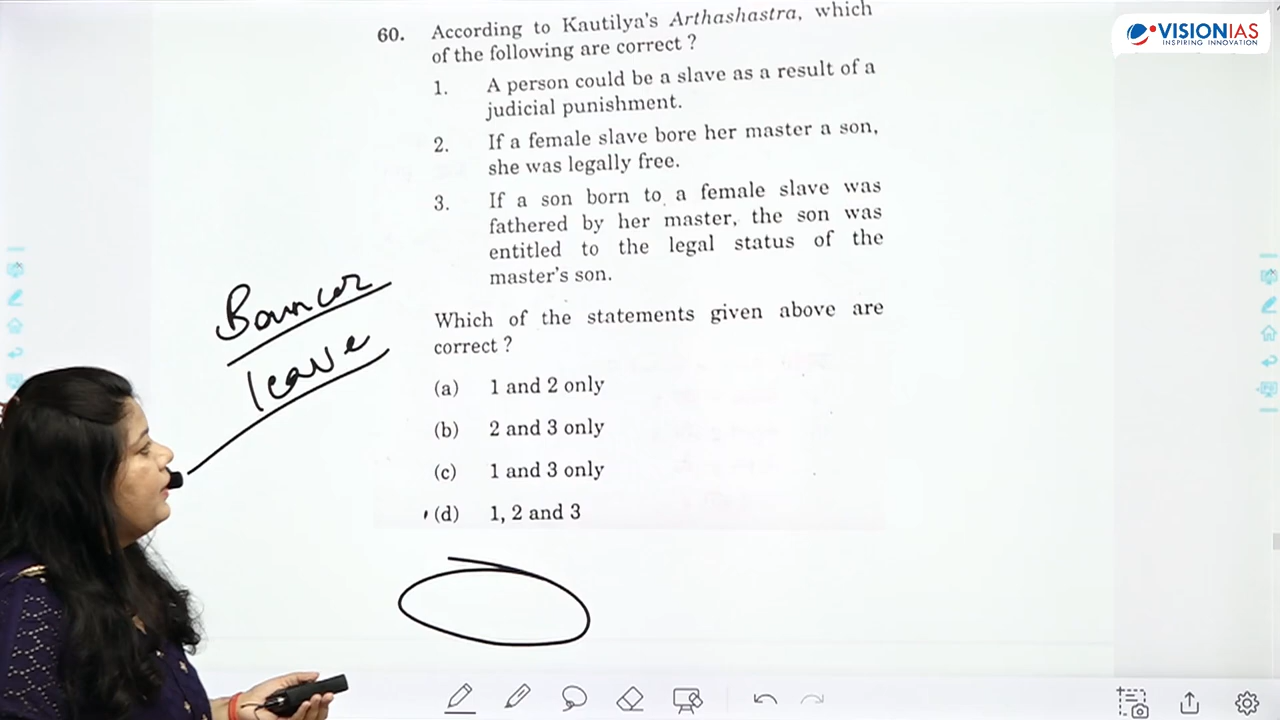 60. According to Kautilya's Arthashastra, which
of the following are correct ?
1. A person could be a slave as a result of a
judicial punishment.
2. If a female slave bore her master a son,
she was legally free.
3. If a son born to a female slave was
fathered by her master, the son was
entitled to the legal status of the
master's son.
Which of the statements given above are
correct ?
(a) 1 and 2 only
(b) 2 and 3 only
(c) 1 and 3 only
(d) 1, 2 and 3
Bouncer
leave
VISIONIAS
INSPIRING INNOVATION